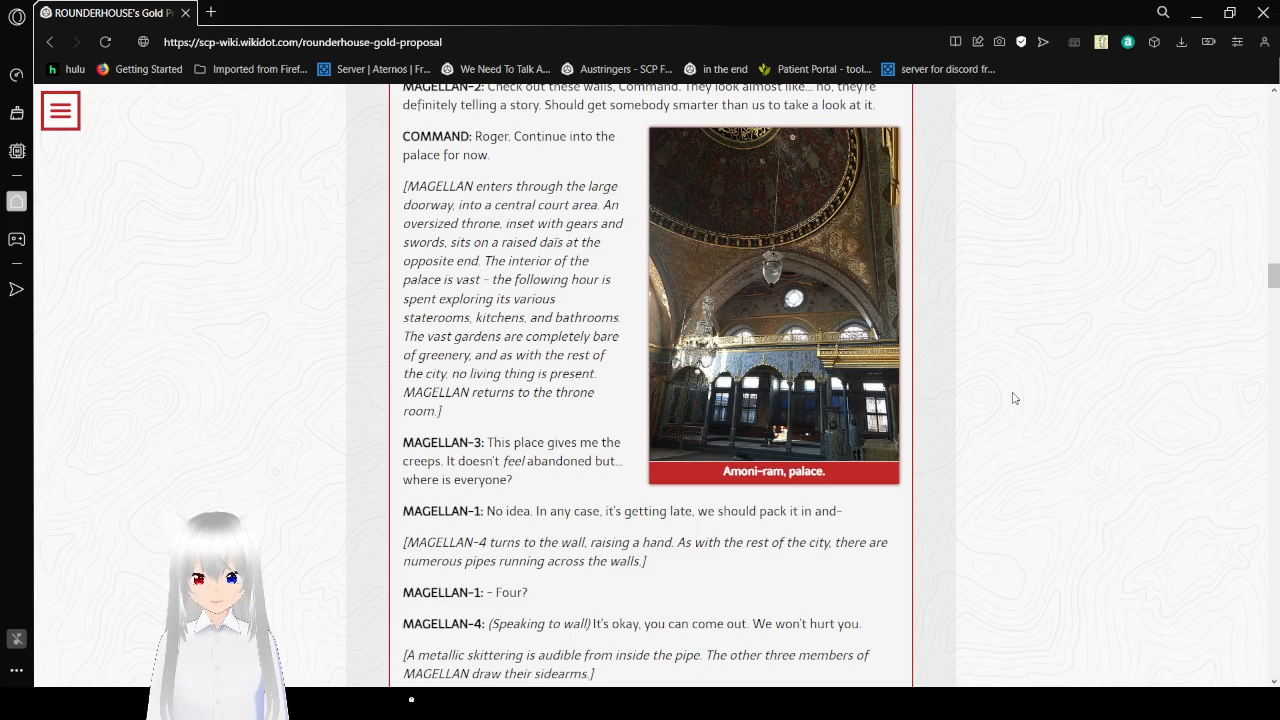 ROUNDERHOUSE's Gold Pr
https://scp-wiki.wikidot.com/rounderhouse-gold-proposal
hulu
Getting Started
Imported from Firef...
Server | Aternos | Fr...
We Need To Talk A...
Austringers - SCP F...
in the end
Patient Portal - tool...
server for discord fr...
MAGELLAN-2: Check out these walls, Command. They look almost like... no, they're
definitely telling a story. Should get somebody smarter than us to take a look at it.
COMMAND: Roger. Continue into the
palace for now.
[MAGELLAN enters through the large
doorway, into a central court area. An
oversized throne, inset with gears and
swords, sits on a raised daïs at the
opposite end. The interior of the
palace is vast - the following hour is
spent exploring its various
staterooms, kitchens, and bathrooms.
The vast gardens are completely bare
of greenery, and as with the rest of
the city, no living thing is present.
MAGELLAN returns to the throne
room.]
Amoni-ram, palace.
MAGELLAN-3: This place gives me the
creeps. It doesn't feel abandoned but...
where is everyone?
MAGELLAN-1: No idea. In any case, it's getting late, we should pack it in and-
[MAGELLAN-4 turns to the wall, raising a hand. As with the rest of the city, there are
numerous pipes running across the walls.]
MAGELLAN-1: - Four?
MAGELLAN-4: (Speaking to wall) It's okay, you can come out. We won't hurt you.
[A metallic skittering is audible from inside the pipe. The other three members of
MAGELLAN draw their sidearms.]